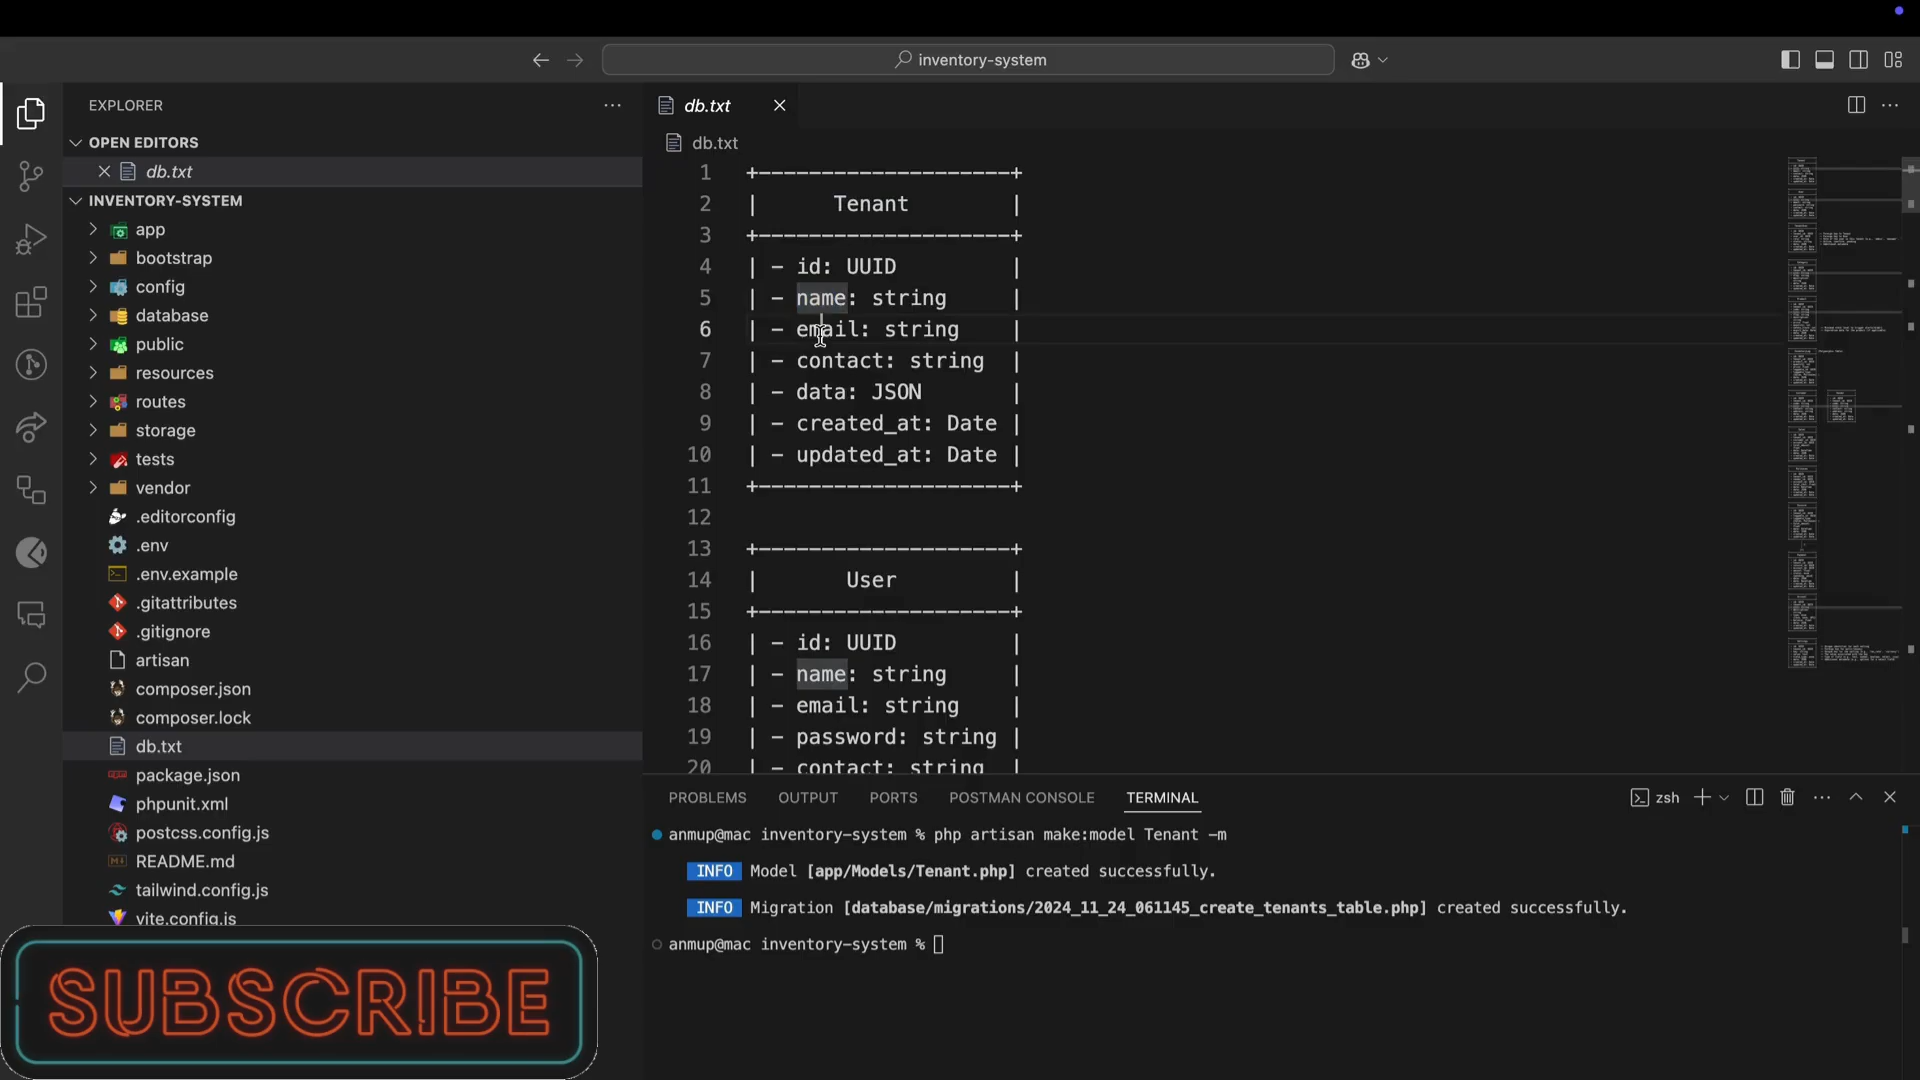 inventory-system
EXPLORER
OPEN EDITORS
db.txt
INVENTORY-SYSTEM
app
bootstrap
config
database
public
resources
routes
storage
tests
vendor
.editorconfig
.env
.env.example
.gitattributes
.gitignore
artisan
composer.json
composer.lock
db.txt
package.json
phpunit.xml
postcss.config.js
README.md
tailwind.config.js
vite.config.js
SUBSCRIBE
db.txt
db.txt
1 +--------------------+
2 | Tenant |
3 +--------------------+
4 | - id: UUID |
5 | - name: string |
6 | - email: string |
7 | - contact: string |
8 | - data: JSON |
9 | - created_at: Date |
10 | - updated_at: Date |
11 +--------------------+
12
13 +--------------------+
14 | User |
15 +--------------------+
16 | - id: UUID |
17 | - name: string |
18 | - email: string |
19 | - password: string |
20 | - contact: string |
PROBLEMS OUTPUT PORTS POSTMAN CONSOLE TERMINAL zsh
anmup@mac inventory-system % php artisan make:model Tenant -m
INFO Model [app/Models/Tenant.php] created successfully.
INFO Migration [database/migrations/2024_11_24_061145_create_tenants_table.php] created successfully.
anmup@mac inventory-system %